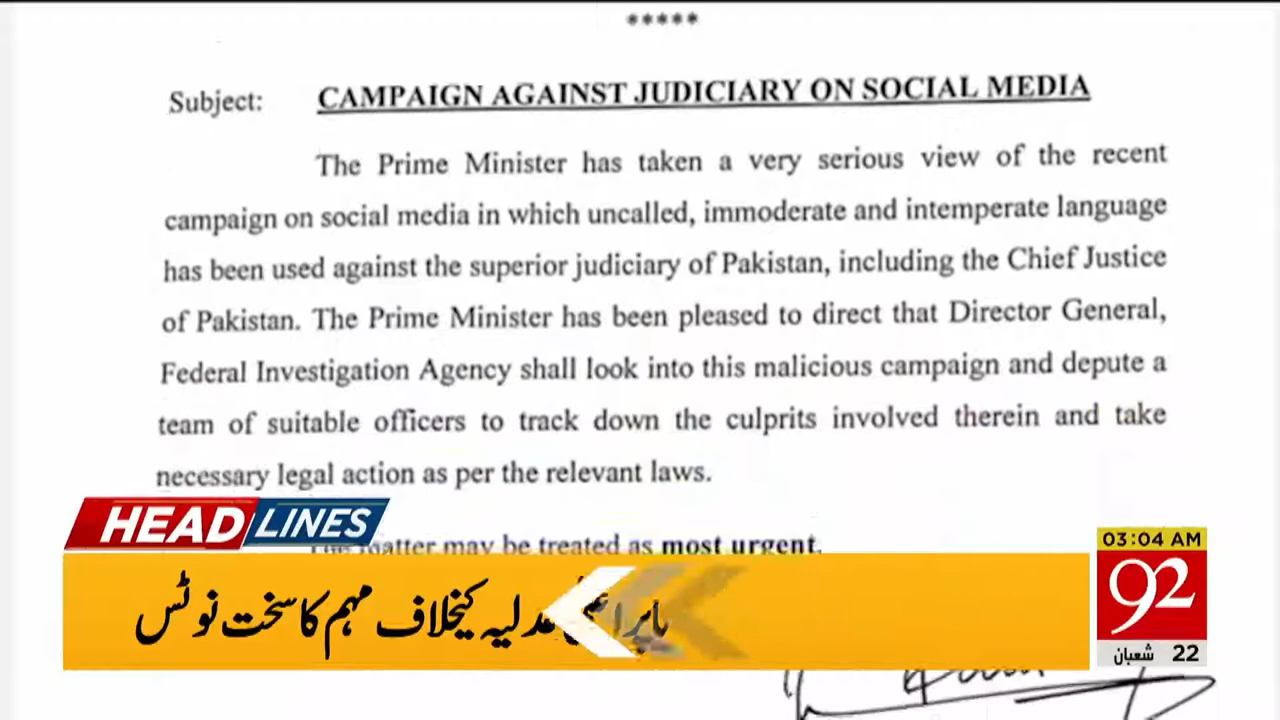 *****
Subject: CAMPAIGN AGAINST JUDICIARY ON SOCIAL MEDIA
The Prime Minister has taken a very serious view of the recent
campaign on social media in which uncalled, immoderate and intemperate language
has been used against the superior judiciary of Pakistan, including the Chief Justice
of Pakistan. The Prime Minister has been pleased to direct that Director General,
Federal Investigation Agency shall look into this malicious campaign and depute a
team of suitable officers to track down the culprits involved therein and take
necessary legal action as per the relevant laws.
matter may be treated as most urgent.
HEADLINES
کیخلاف مہم کا سخت نوٹس
03:04 AM
92
22 شعبان